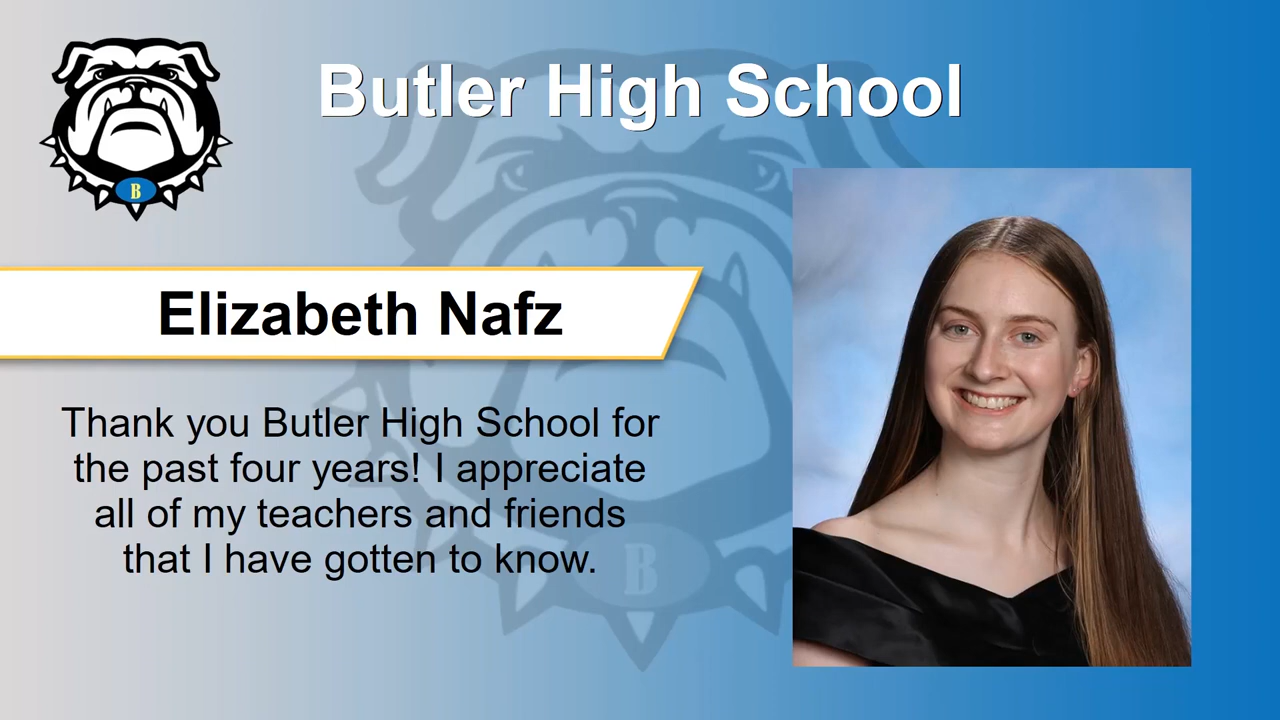 Butler High School
B
Elizabeth Nafz
Thank you Butler High School for
the past four years! I appreciate
all of my teachers and friends
that I have gotten to know.
B